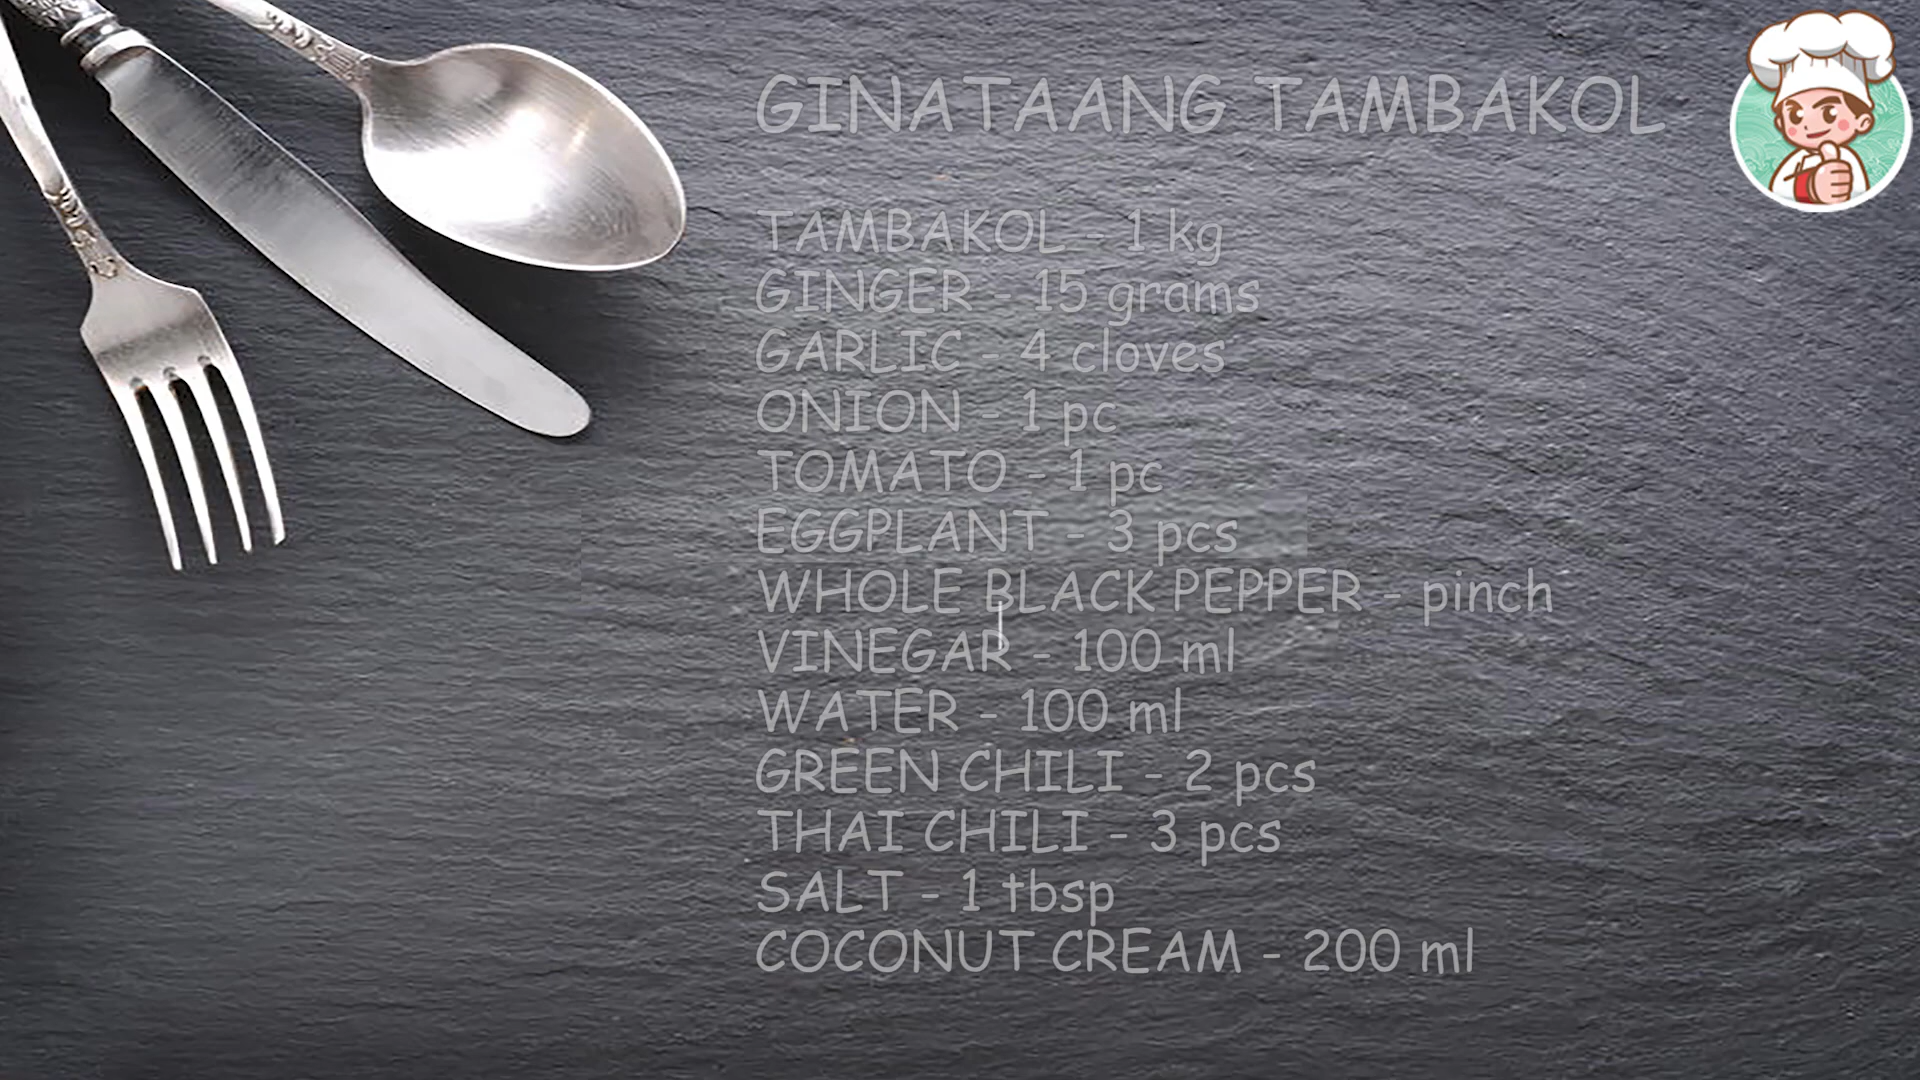 GINATAANG TAMBAKOL
TAMBAKOL - 1 kg
GINGER - 15 grams
GARLIC - 4 cloves
ONION - 1 pc
TOMATO - 1 pc
EGGPLANT - 3 pcs
WHOLE BLACK PEPPER - pinch
VINEGAR - 100 ml
WATER - 100 ml
GREEN CHILI - 2 pcs
THAI CHILI - 3 pcs
SALT - 1 tbsp
COCONUT CREAM - 200 ml